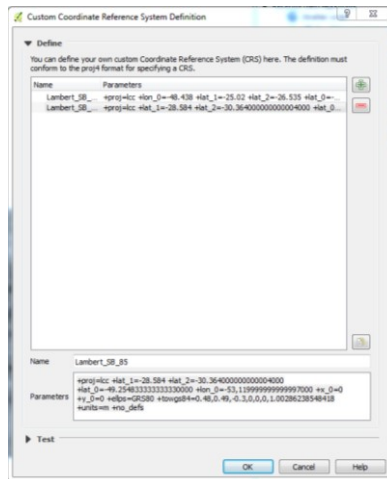 Custom Coordinate Reference System Definition
Define
You can define your own custom Coordinate Reference System (CRS) here. The definition must
conform to the proj4 format for specifying a CRS.
Name Parameters
Lambert_SB_... +proj=lcc +lon_0=-48.438 +lat_1=-25.02 +lat_2=-26.535 +lat_0=-...
Lambert_SB_... +proj=lcc +lat_1=-28.584 +lat_2=-30.364000000000004000 +lat_0...
Name Lambert_SB_85
+proj=lcc +lat_1=-28.584 +lat_2=-30.364000000000004000
+lat_0=-49.254833333333330000 +lon_0=-53,119999999999997000 +x_0=0
Parameters +y_0=0 +ellps=GRS80 +towgs84=0.48,0.49,-0.3,0,0,0,1.00286238548418
+units=m +no_defs
Test
OK Cancel Help